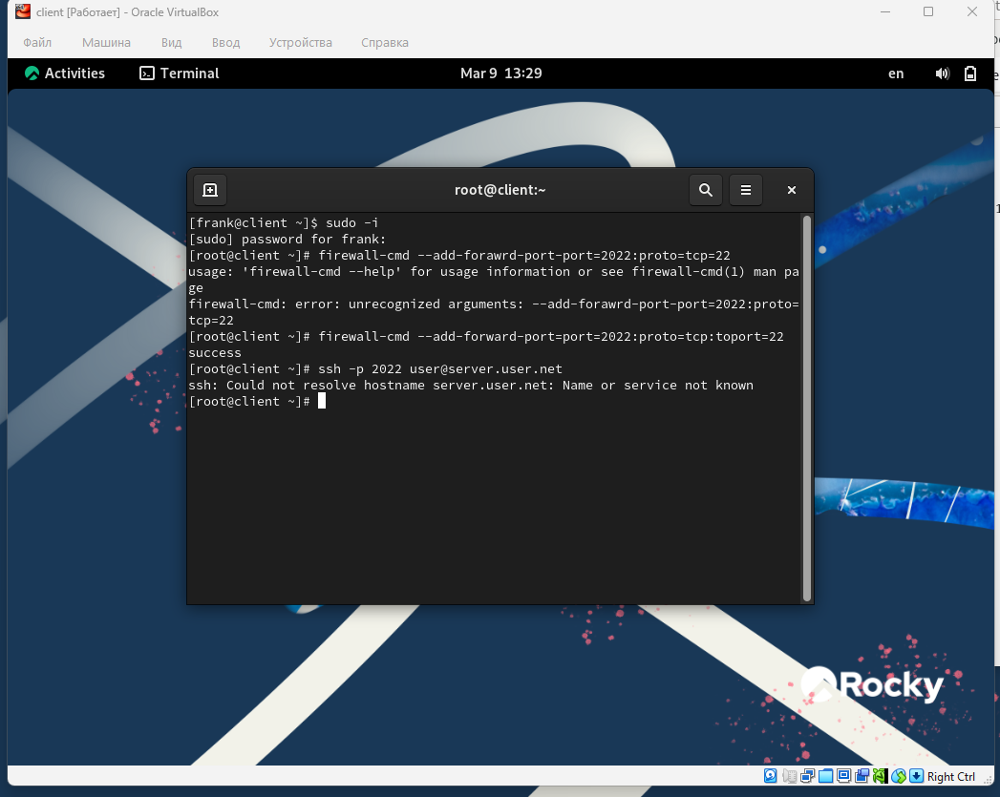 client [Работает] - Oracle VirtualBox
Файл Машина Вид Ввод Устройства Справка
Activities Terminal Mar 9 13:29 en
root@client:~
[frank@client ~]$ sudo -i
[sudo] password for frank:
[root@client ~]# firewall-cmd --add-forawrd-port-port=2022:proto=tcp=22
usage: 'firewall-cmd --help' for usage information or see firewall-cmd(1) man pa
ge
firewall-cmd: error: unrecognized arguments: --add-forawrd-port-port=2022:proto=
tcp=22
[root@client ~]# firewall-cmd --add-forward-port=port=2022:proto=tcp:toport=22
success
[root@client ~]# ssh -p 2022 user@server.user.net
ssh: Could not resolve hostname server.user.net: Name or service not known
[root@client ~]#
Rocky
Right Ctrl